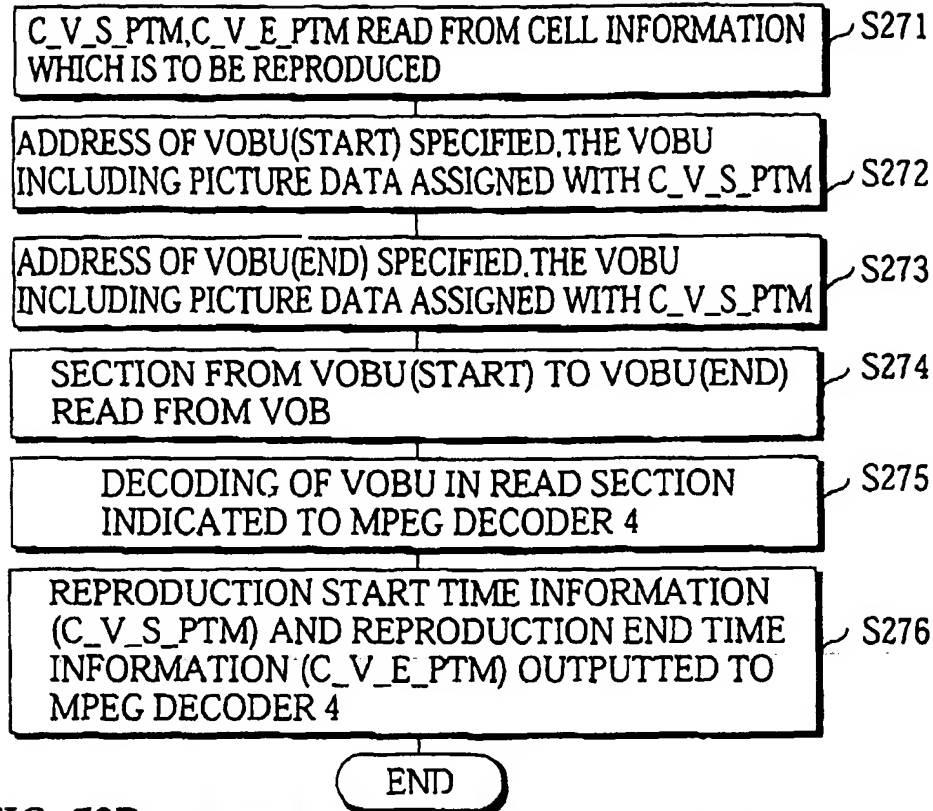 C_V_S_PTM,C_V_E_PTM READ FROM CELL INFORMATION
WHICH IS TO BE REPRODUCED
S271
ADDRESS OF VOBU(START) SPECIFIED.THE VOBU
INCLUDING PICTURE DATA ASSIGNED WITH C_V_S_PTM
S272
ADDRESS OF VOBU(END) SPECIFIED.THE VOBU
INCLUDING PICTURE DATA ASSIGNED WITH C_V_S_PTM
S273
SECTION FROM VOBU(START) TO VOBU(END)
READ FROM VOB
S274
DECODING OF VOBU IN READ SECTION
INDICATED TO MPEG DECODER 4
S275
REPRODUCTION START TIME INFORMATION
(C_V_S_PTM) AND REPRODUCTION END TIME
INFORMATION (C_V_E_PTM) OUTPUTTED TO
MPEG DECODER 4
S276
END